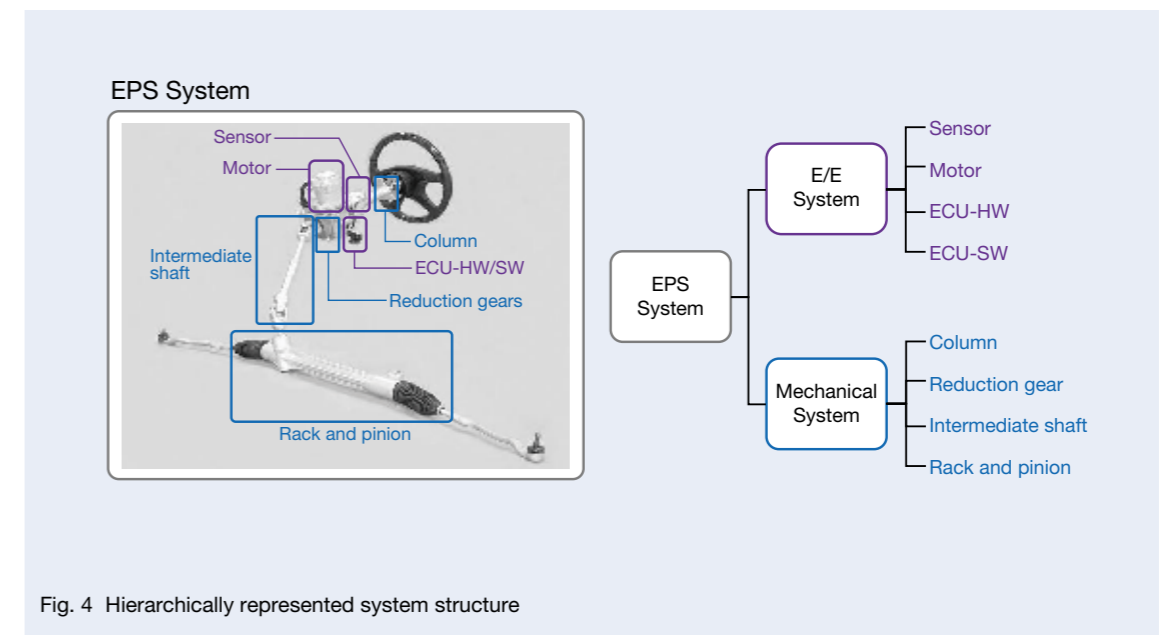 EPS System
Sensor
Motor
Intermediate
shaft
Column
ECU-HW/SW
Reduction gears
Rack and pinion
EPS
System
E/E
System
Sensor
Motor
ECU-HW
ECU-SW
Mechanical
System
Column
Reduction gear
Intermediate shaft
Rack and pinion
Fig. 4 Hierarchically represented system structure